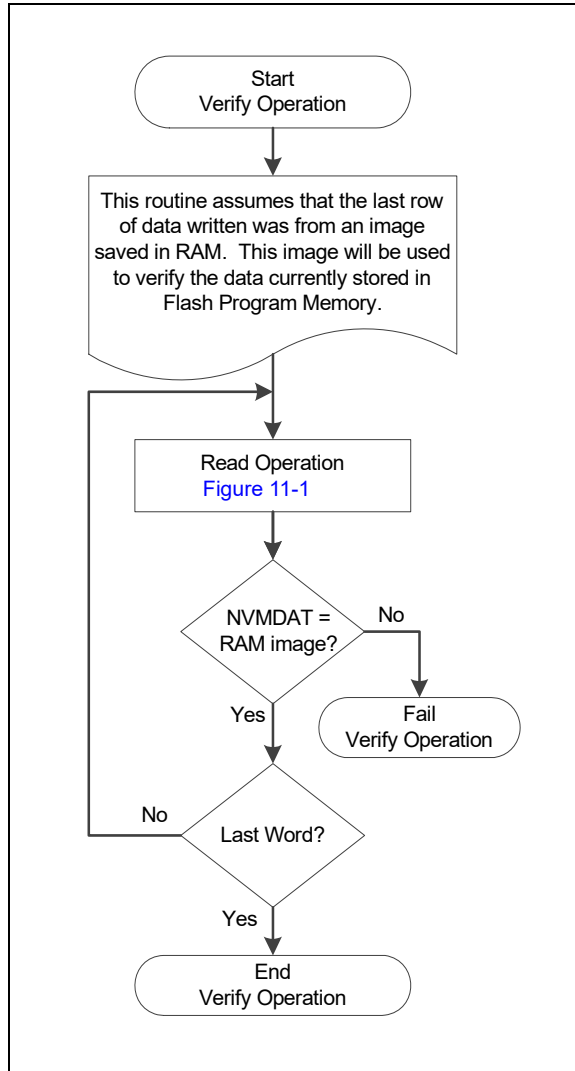 Start
Verify Operation
This routine assumes that the last row
of data written was from an image
saved in RAM.  This image will be used
to verify the data currently stored in
Flash Program Memory.
Read Operation
Figure 11-1
NVMDAT =
RAM image?
No
Yes
Fail
Verify Operation
No
Last Word?
Yes
End
Verify Operation